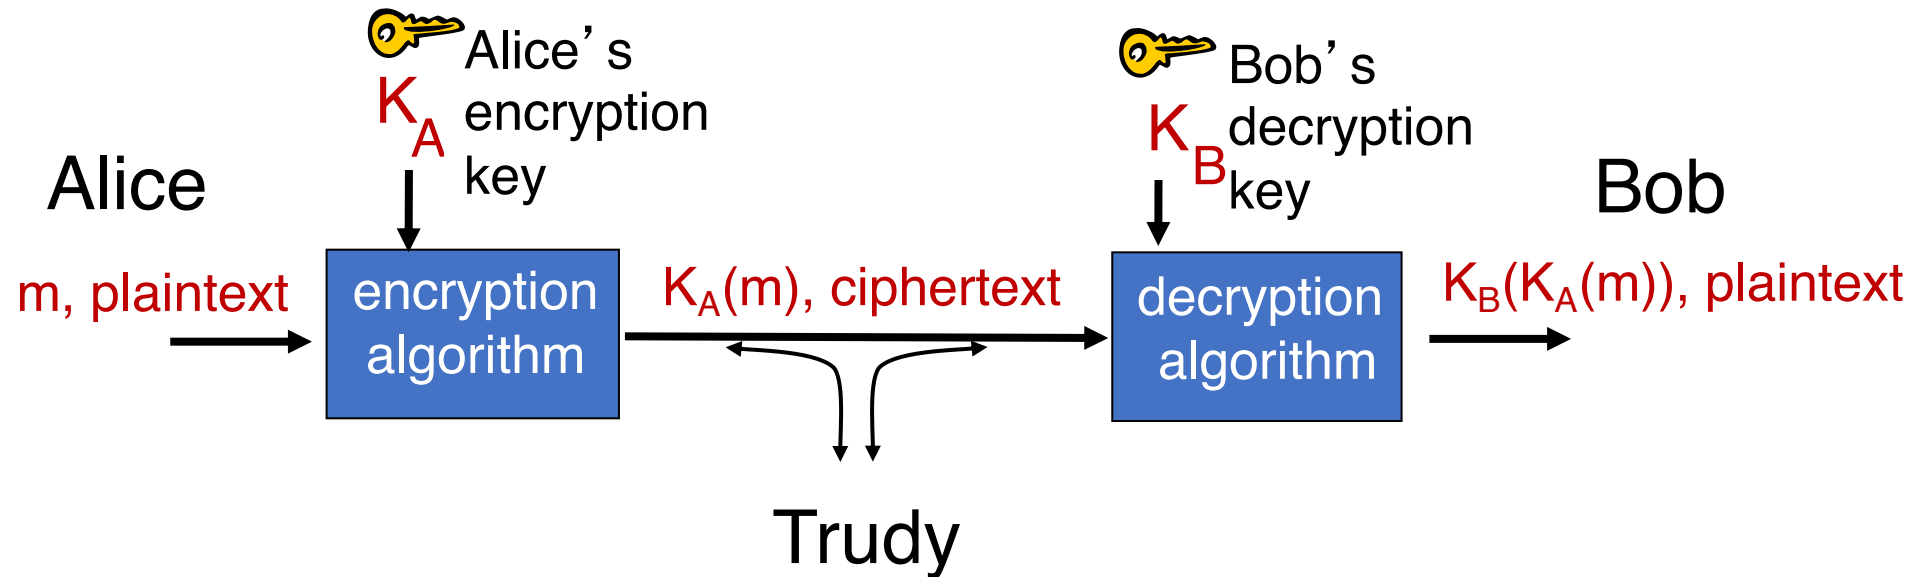 Alice
m, plaintext
K_A
Alice’s
encryption
key
encryption
algorithm
K_A(m), ciphertext
Trudy
K_B
Bob’s
decryption
key
decryption
algorithm
Bob
K_B(K_A(m)), plaintext